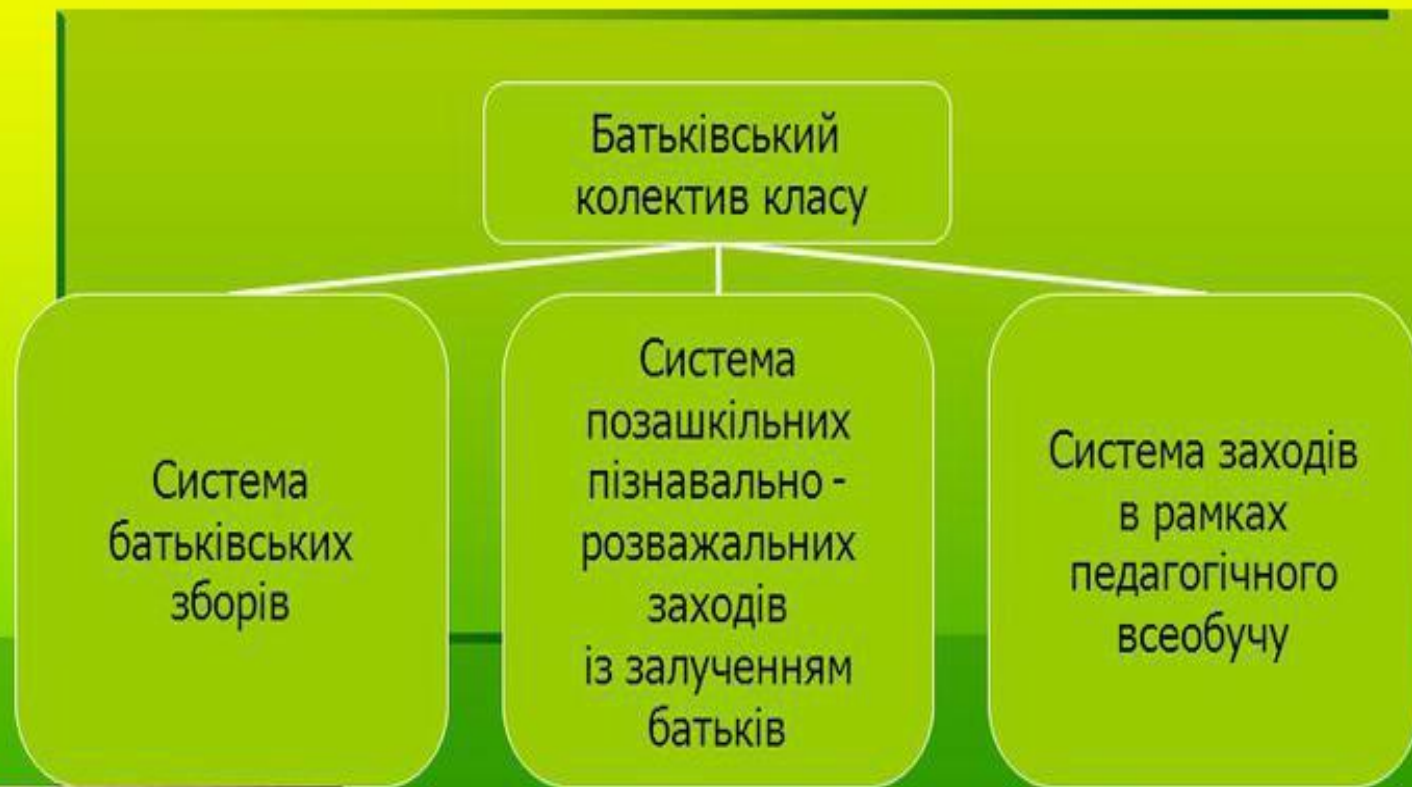 Батьківський
колектив класу
Система
батьківських
зборів
Система
позашкільних
пізнавально -
розважальних
заходів
із залученням
батьків
Система заходів
в рамках
педагогічного
всеобучу